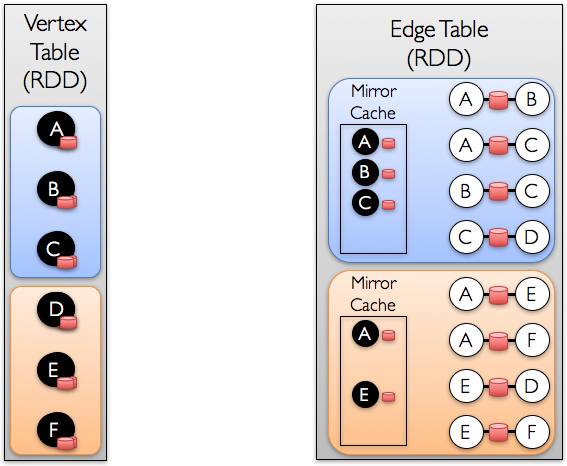 Vertex
Table
(RDD)
A
B
C
D
E
F
Edge Table
(RDD)
Mirror
Cache
A
B
C
A B
A C
B C
C D
Mirror
Cache
A
E
A E
A F
E D
E F